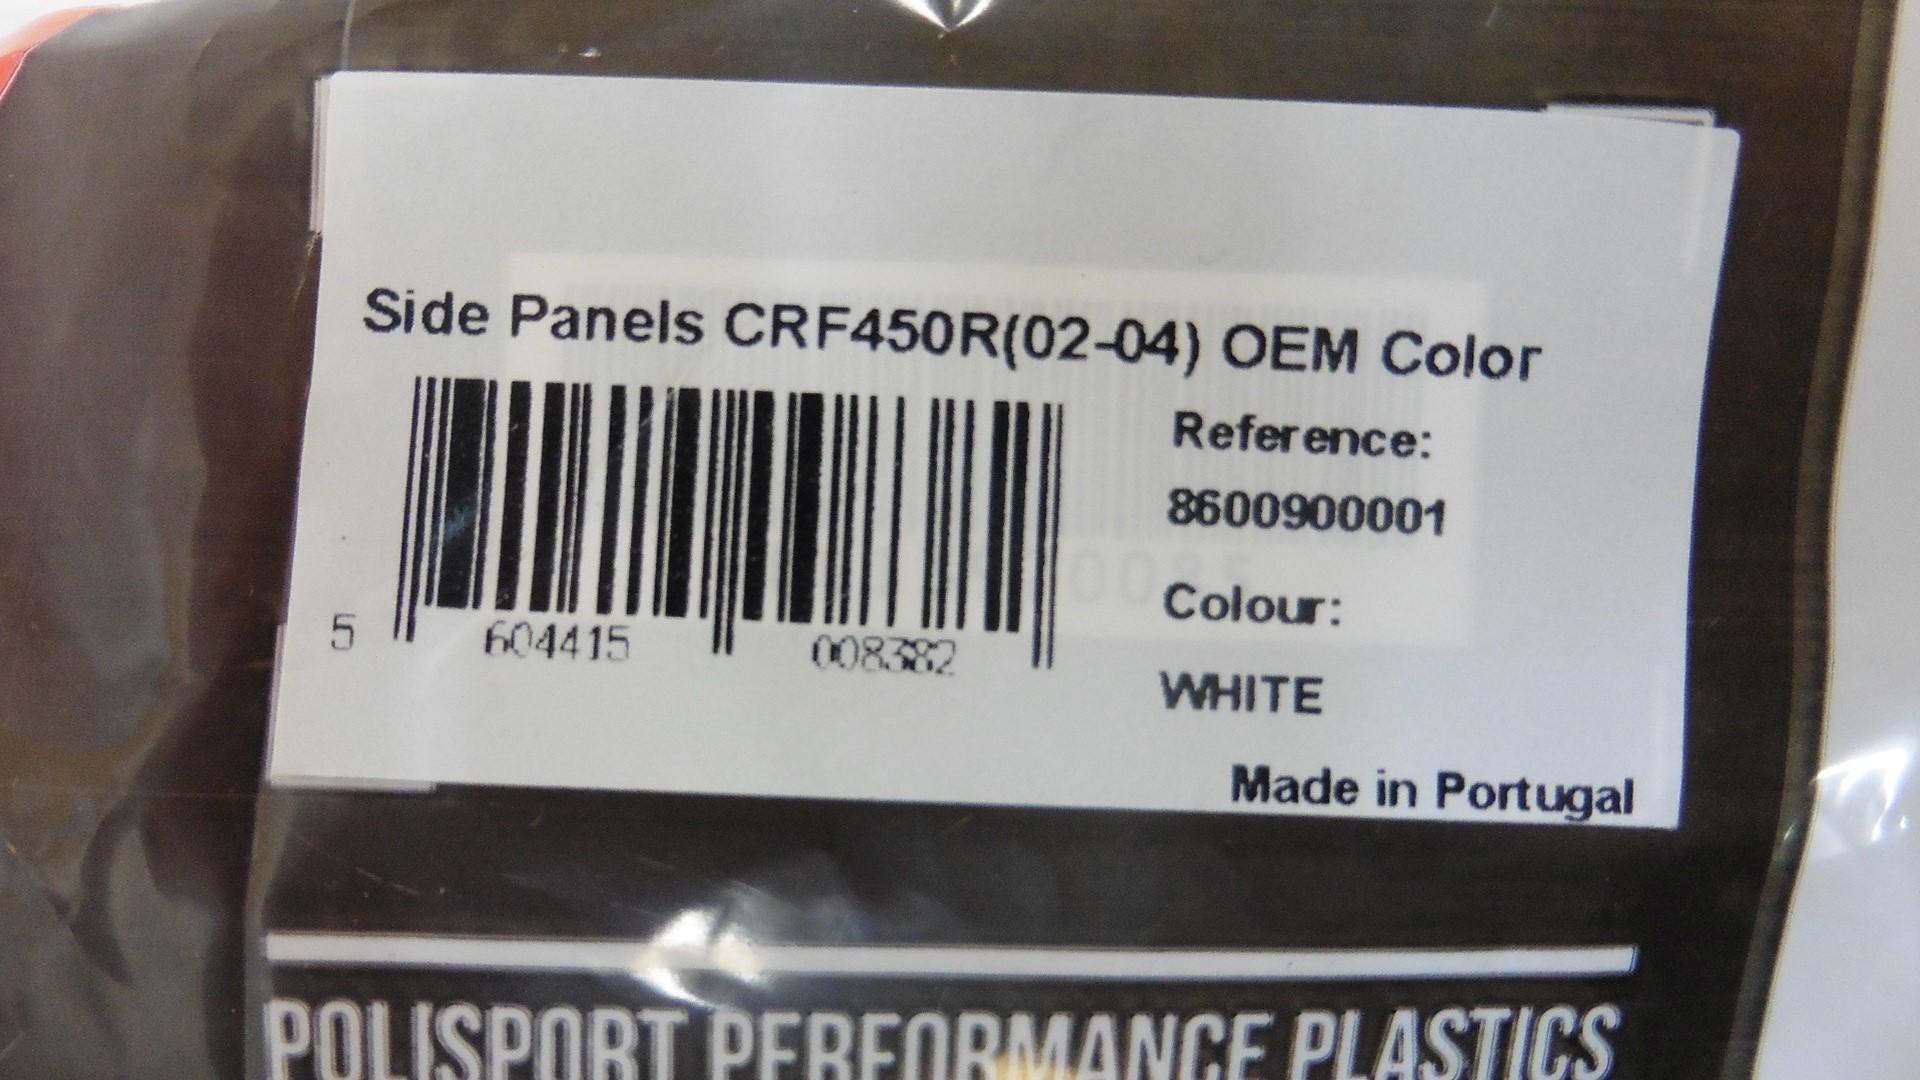 Side Panels CRF450R(02-04) OEM Color
Reference:
8600900001
Colour:
WHITE
5 604415 008382
Made in Portugal
POLISPORT PERFORMANCE PLASTICS